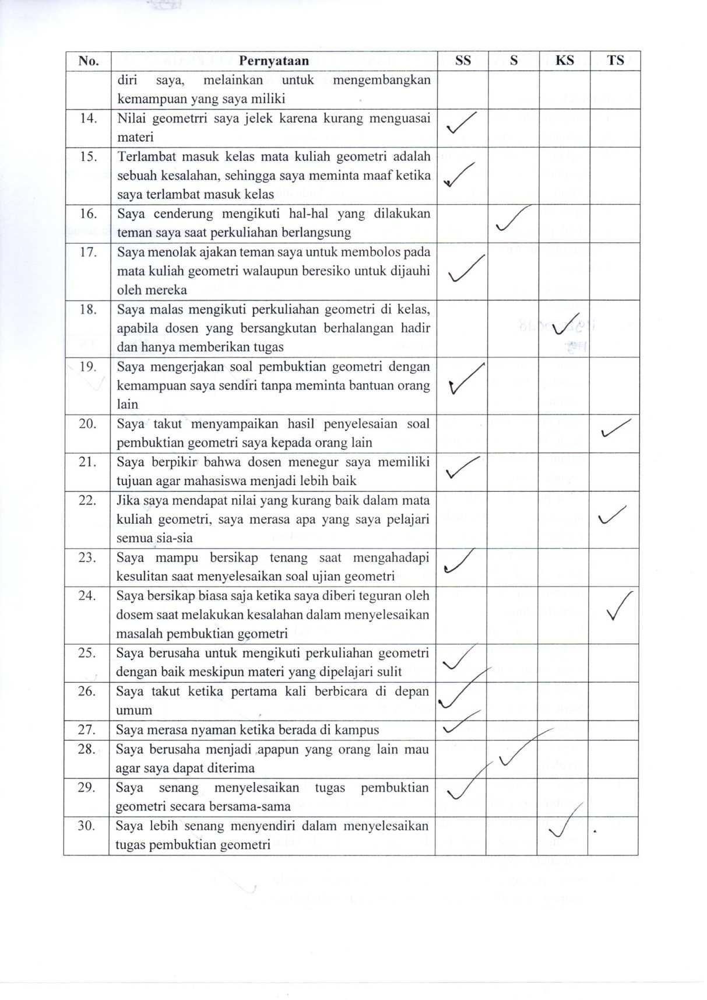 No. Pernyataan SS S KS TS
diri saya, melainkan untuk mengembangkan
kemampuan yang saya miliki
14. Nilai geometrri saya jelek karena kurang menguasai ✓
materi
15. Terlambat masuk kelas mata kuliah geometri adalah
sebuah kesalahan, sehingga saya meminta maaf ketika ✓
saya terlambat masuk kelas
16. Saya cenderung mengikuti hal-hal yang dilakukan ✓
teman saya saat perkuliahan berlangsung
17. Saya menolak ajakan teman saya untuk membolos pada
mata kuliah geometri walaupun beresiko untuk dijauhi ✓
oleh mereka
18. Saya malas mengikuti perkuliahan geometri di kelas,
apabila dosen yang bersangkutan berhalangan hadir ✓
dan hanya memberikan tugas
19. Saya mengerjakan soal pembuktian geometri dengan
kemampuan saya sendiri tanpa meminta bantuan orang ✓
lain
20. Saya takut menyampaikan hasil penyelesaian soal ✓
pembuktian geometri saya kepada orang lain
21. Saya berpikir bahwa dosen menegur saya memiliki ✓
tujuan agar mahasiswa menjadi lebih baik
22. Jika saya mendapat nilai yang kurang baik dalam mata
kuliah geometri, saya merasa apa yang saya pelajari ✓
semua sia-sia
23. Saya mampu bersikap tenang saat mengahadapi ✓
kesulitan saat menyelesaikan soal ujian geometri
24. Saya bersikap biasa saja ketika saya diberi teguran oleh
dosem saat melakukan kesalahan dalam menyelesaikan ✓
masalah pembuktian geometri
25. Saya berusaha untuk mengikuti perkuliahan geometri ✓
dengan baik meskipun materi yang dipelajari sulit
26. Saya takut ketika pertama kali berbicara di depan ✓
umum
27. Saya merasa nyaman ketika berada di kampus ✓
28. Saya berusaha menjadi apapun yang orang lain mau ✓
agar saya dapat diterima
29. Saya senang menyelesaikan tugas pembuktian ✓
geometri secara bersama-sama
30. Saya lebih senang menyendiri dalam menyelesaikan ✓
tugas pembuktian geometri